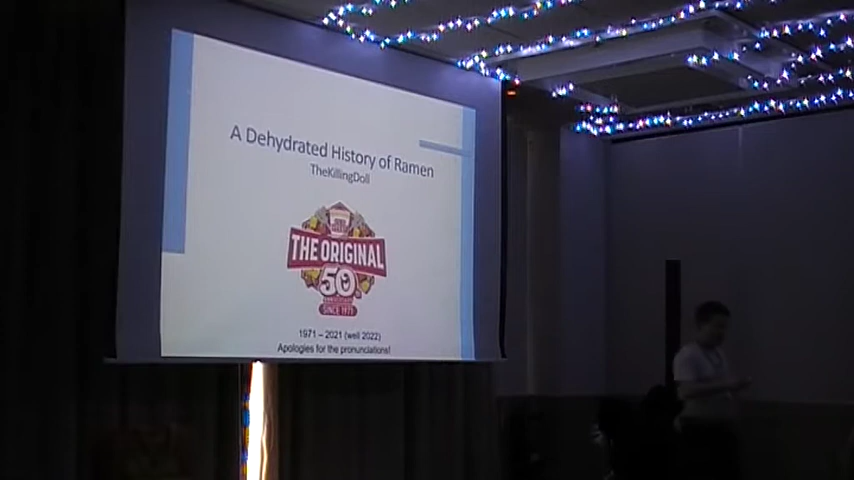 A Dehydrated History of Ramen
TheKillingDoll
THE ORIGINAL
50
SINCE 1971
1971 – 2021 (well 2022)
Apologies for the pronunciations!